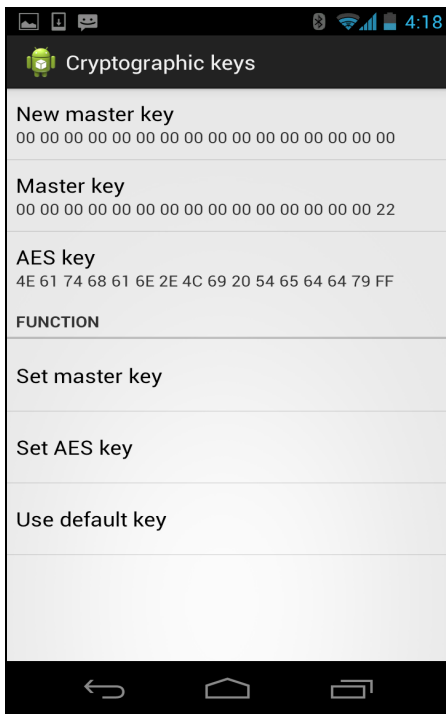 4:18
Cryptographic keys
New master key
00 00 00 00 00 00 00 00 00 00 00 00 00 00 00 00
Master key
00 00 00 00 00 00 00 00 00 00 00 00 00 00 00 22
AES key
4E 61 74 68 61 6E 2E 4C 69 20 54 65 64 64 79 FF
FUNCTION
Set master key
Set AES key
Use default key